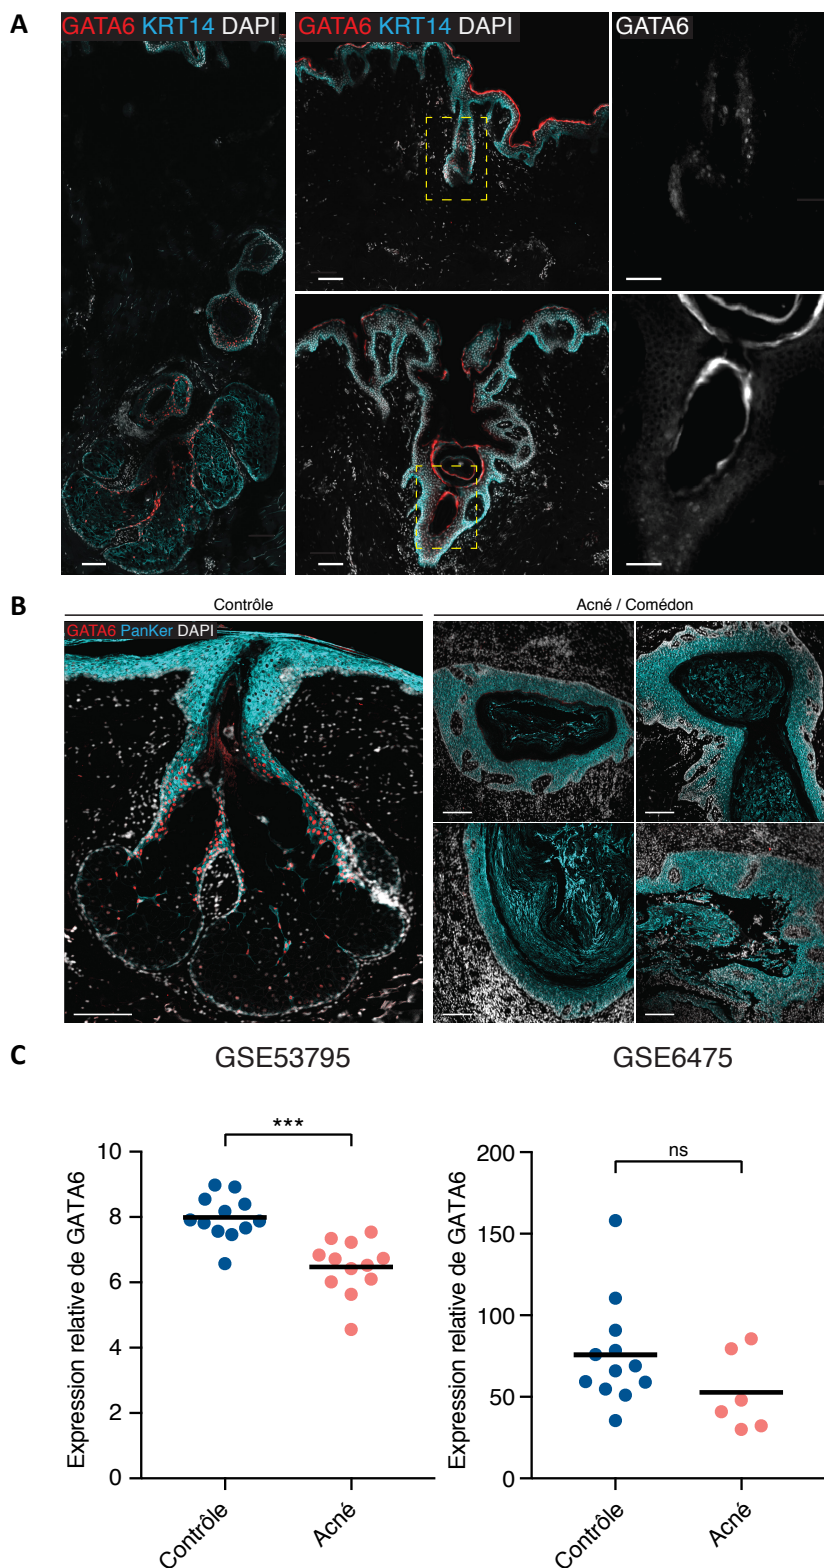 A
GATA6 KRT14 DAPI
GATA6 KRT14 DAPI
GATA6
B
Contrôle
Acné / Comédon
GATA6 PanKer DAPI
C
GSE53795
GSE6475
***
ns
Expression relative de GATA6
10
8
6
4
2
0
Contrôle
Acné
Expression relative de GATA6
200
150
100
50
0
Contrôle
Acné